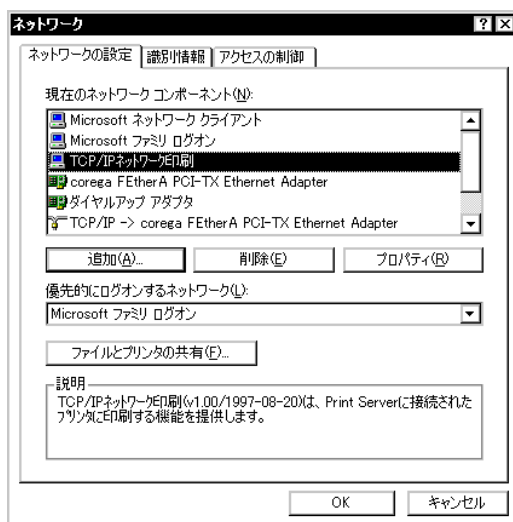 ネットワーク
ネットワークの設定 識別情報 アクセスの制御
現在のネットワーク コンポーネント(N):
Microsoft ネットワーク クライアント
Microsoft ファミリ ログオン
TCP/IPネットワーク印刷
corega FEtherA PCI-TX Ethernet Adapter
ダイヤルアップ アダプタ
TCP/IP -> corega FEtherA PCI-TX Ethernet Adapter
追加(A)... 削除(E) プロパティ(R)
優先的にログオンするネットワーク(L):
Microsoft ファミリ ログオン
ファイルとプリンタの共有(F)...
説明
TCP/IPネットワーク印刷(v1.00/1997-08-20)は、Print Serverに接続された
プリンタに印刷する機能を提供します。
OK キャンセル